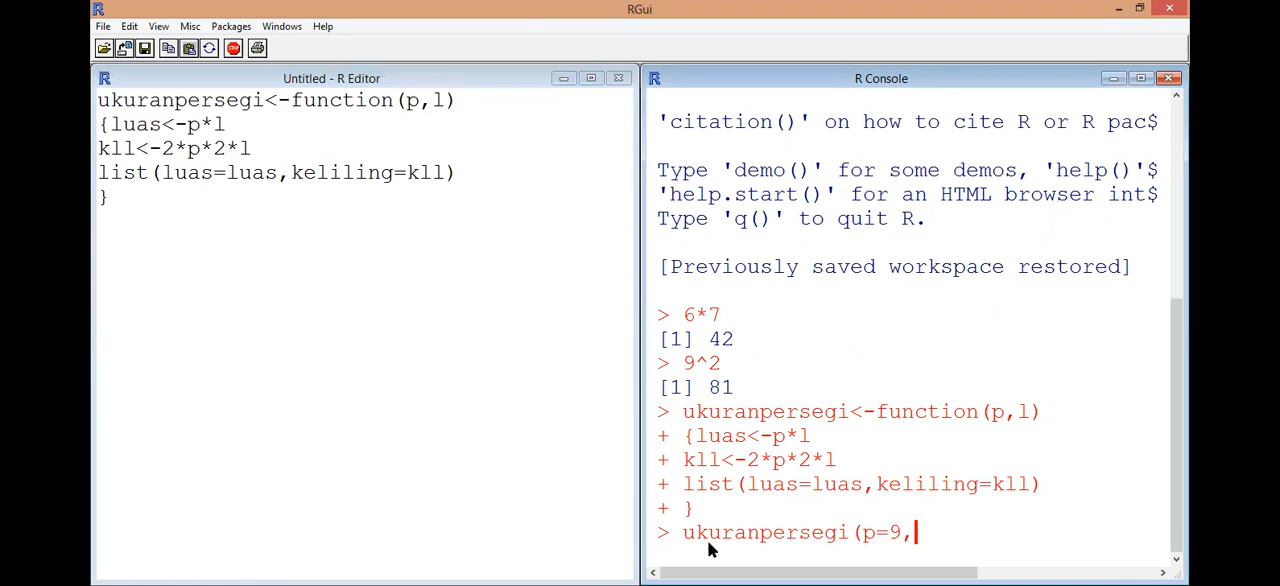 RGui
File Edit View Misc Packages Windows Help
STOP
Untitled - R Editor
ukuranpersegi<-function(p,l)
{luas<-p*l
kll<-2*p*2*l
list(luas=luas,keliling=kll)
}
R Console
'citation()' on how to cite R or R pac$
Type 'demo()' for some demos, 'help()'$
'help.start()' for an HTML browser int$
Type 'q()' to quit R.
[Previously saved workspace restored]
> 6*7
[1] 42
> 9^2
[1] 81
> ukuranpersegi<-function(p,l)
+ {luas<-p*l
+ kll<-2*p*2*l
+ list(luas=luas,keliling=kll)
+ }
> ukuranpersegi(p=9,